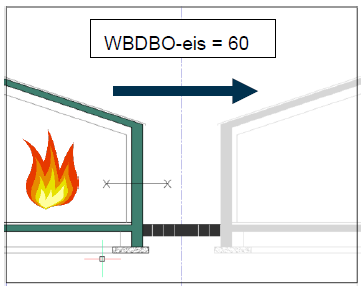 WBDBO-eis = 60